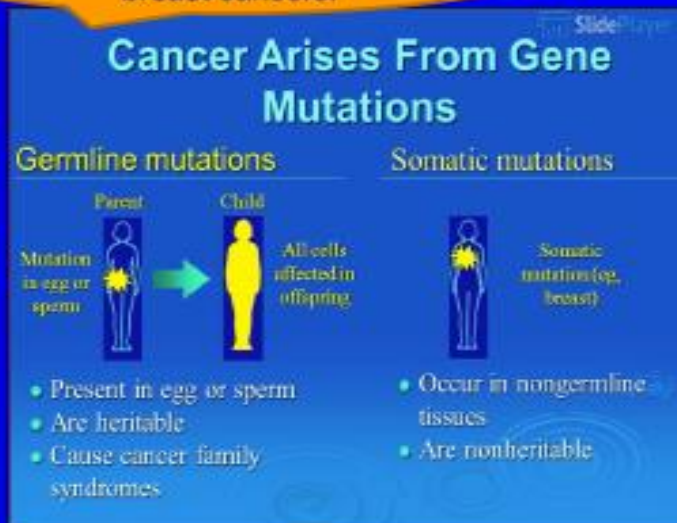 breast cancers.
SlidePlayer
Cancer Arises From Gene
Mutations
Germline mutations
Parent
Child
Mutation
in egg or
sperm
All cells
affected in
offspring
• Present in egg or sperm
• Are heritable
• Cause cancer family
syndromes
Somatic mutations
Somatic
mutation (eg,
breast)
• Occur in nongermline
tissues
• Are nonheritable